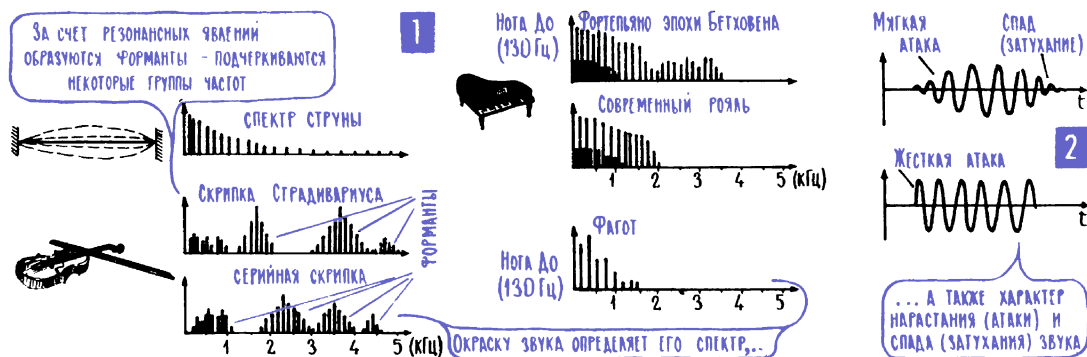 За счет резонансных явлений
образуются форманты - подчеркиваются
некоторые группы частот
1
Спектр струны
Скрипка Страдивариуса
Форманты
Серийная скрипка
1 2 3 4 5 (кГц)
Нота До
(130 Гц)
Фортепьяно эпохи Бетховена
Современный рояль
1 2 3 4 5 (кГц)
Нота До
(130 Гц)
Фагот
1 2 3 4 5
Окраску звука определяет его спектр,..
Мягкая
атака
Спад
(затухание)
t
2
Жесткая атака
t
... а также характер
нарастания (атаки) и
спада (затухания) звука